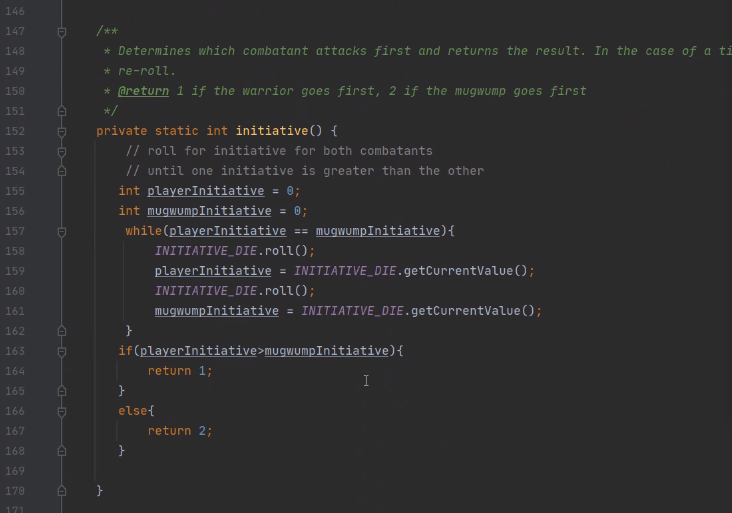 146
147 /**
148 * Determines which combatant attacks first and returns the result. In the case of a ti
149 * re-roll.
150 * @return 1 if the warrior goes first, 2 if the mugwump goes first
151 */
152 private static int initiative() {
153 // roll for initiative for both combatants
154 // until one initiative is greater than the other
155 int playerInitiative = 0;
156 int mugwumpInitiative = 0;
157 while(playerInitiative == mugwumpInitiative){
158 INITIATIVE_DIE.roll();
159 playerInitiative = INITIATIVE_DIE.getCurrentValue();
160 INITIATIVE_DIE.roll();
161 mugwumpInitiative = INITIATIVE_DIE.getCurrentValue();
162 }
163 if(playerInitiative>mugwumpInitiative){
164 return 1;
165 }
166 else{
167 return 2;
168 }
169
170 }
171